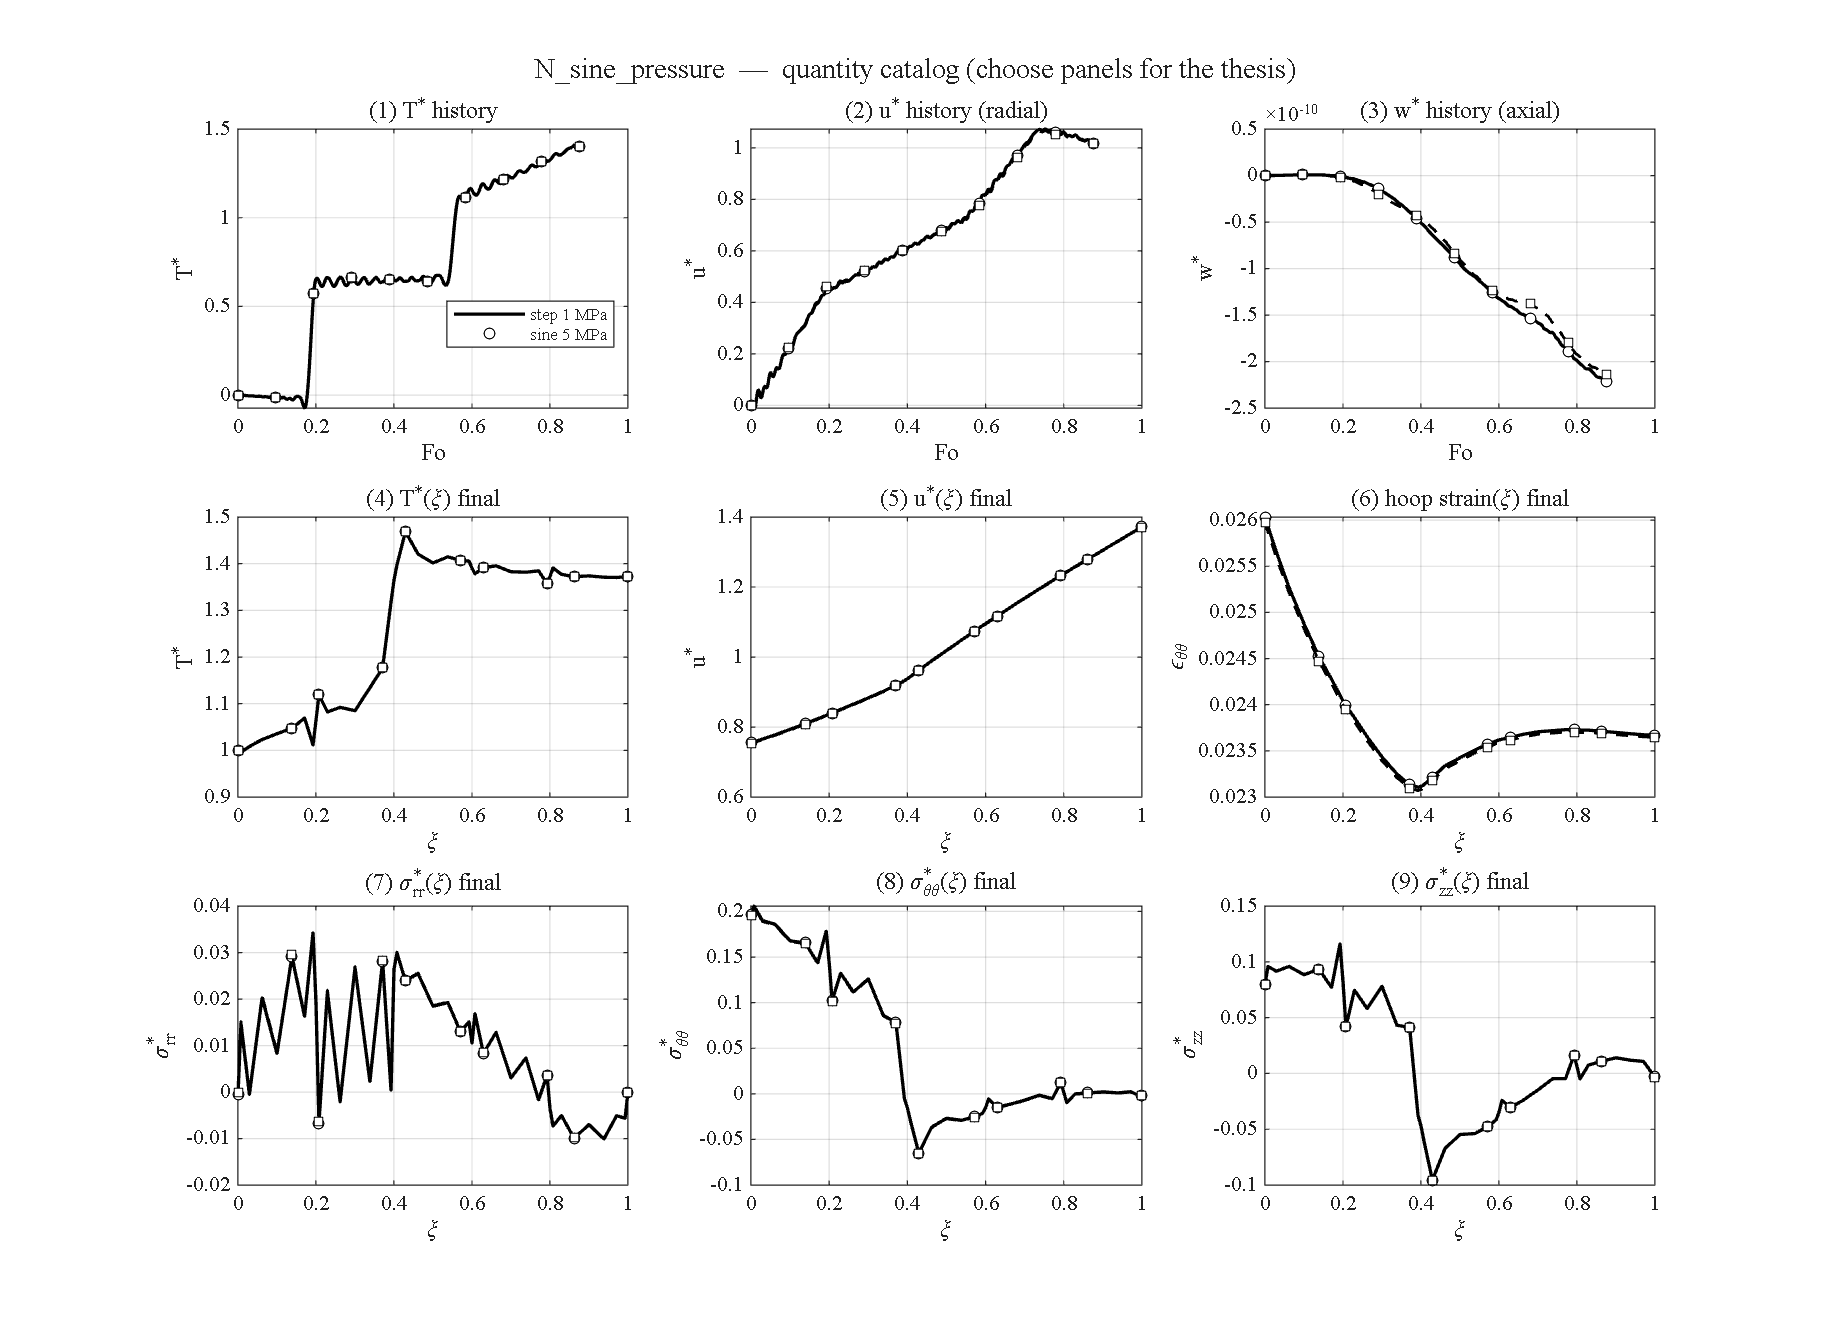 N_sine_pressure — quantity catalog (choose panels for the thesis)
(1) T* history
1.5
1
0.5
0
T*
0 0.2 0.4 0.6 0.8 1
Fo
step 1 MPa
sine 5 MPa
(2) u* history (radial)
1
0.8
0.6
0.4
0.2
0
u*
0 0.2 0.4 0.6 0.8 1
Fo
×10-10
(3) w* history (axial)
0.5
0
-0.5
-1
-1.5
-2
-2.5
w*
0 0.2 0.4 0.6 0.8 1
Fo
(4) T*(ξ) final
1.5
1.4
1.3
1.2
1.1
1
0.9
T*
0 0.2 0.4 0.6 0.8 1
ξ
(5) u*(ξ) final
1.4
1.2
1
0.8
0.6
u*
0 0.2 0.4 0.6 0.8 1
ξ
(6) hoop strain(ξ) final
0.026
0.0255
0.025
0.0245
0.024
0.0235
0.023
ϵθθ
0 0.2 0.4 0.6 0.8 1
ξ
(7) σ*rr(ξ) final
0.04
0.03
0.02
0.01
0
-0.01
-0.02
σ*rr
0 0.2 0.4 0.6 0.8 1
ξ
(8) σ*θθ(ξ) final
0.2
0.15
0.1
0.05
0
-0.05
-0.1
σ*θθ
0 0.2 0.4 0.6 0.8 1
ξ
(9) σ*zz(ξ) final
0.15
0.1
0.05
0
-0.05
-0.1
σ*zz
0 0.2 0.4 0.6 0.8 1
ξ